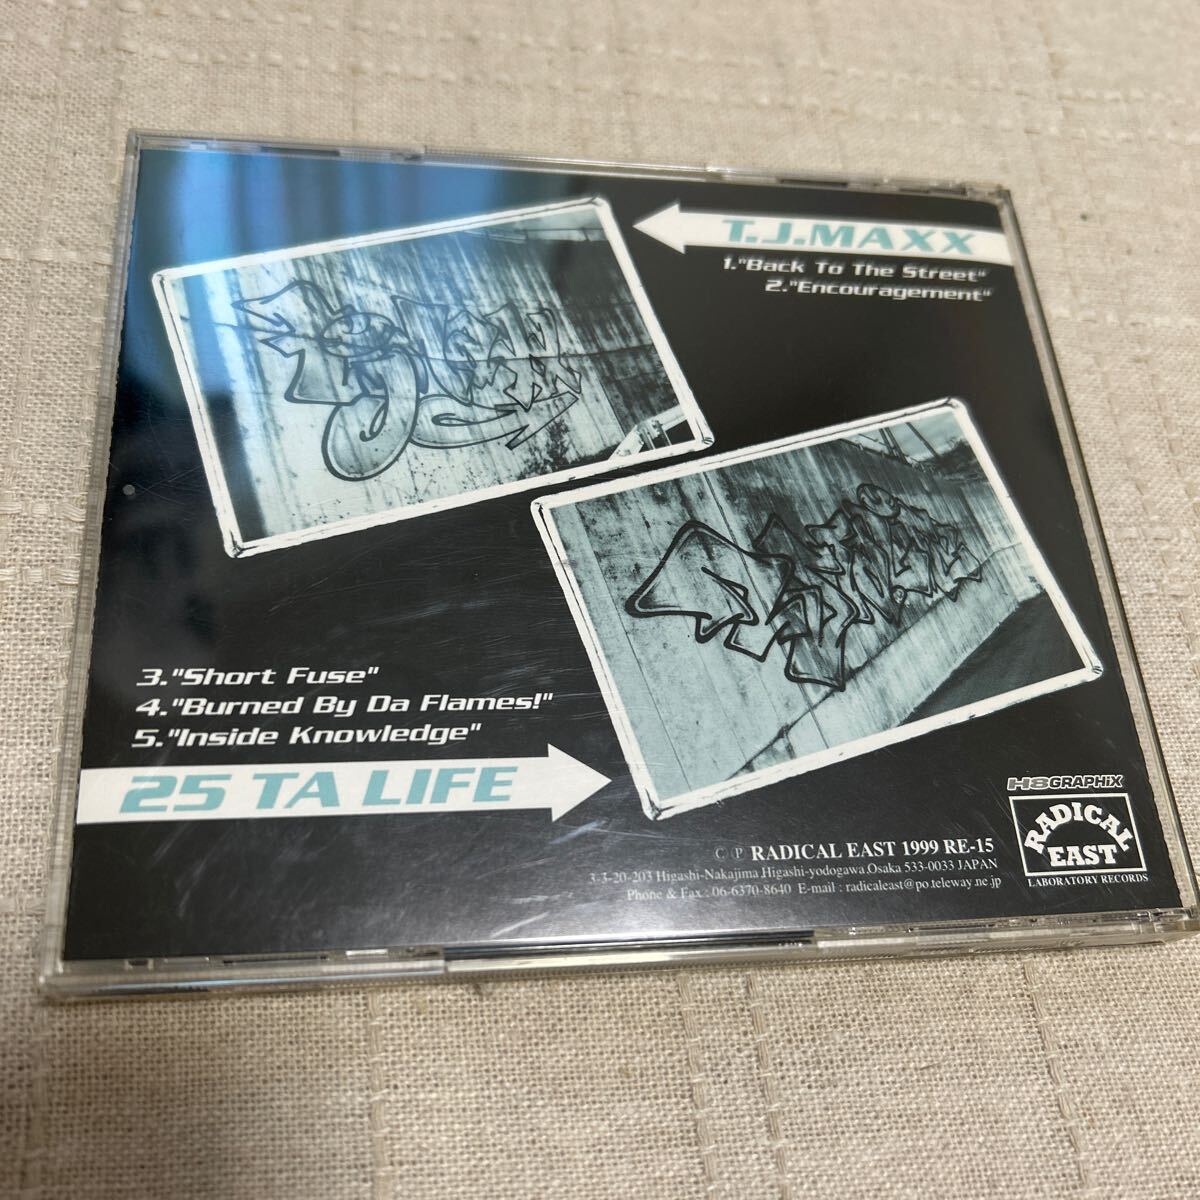 T.J.MAXX
1."Back To The Street"
2."Encouragement"
3."Short Fuse"
4."Burned By Da Flames!"
5."Inside Knowledge"
25 TA LIFE
H8GRAPHiX
RADICAL
EAST
LABORATORY RECORDS
Ⓒ Ⓟ RADICAL EAST 1999 RE-15
3-3-20-203 Higashi-Nakajima,Higashi-yodogawa,Osaka 533-0033 JAPAN
Phone & Fax : 06-6370-8640 E-mail : radicaleast@po.teleway.ne.jp